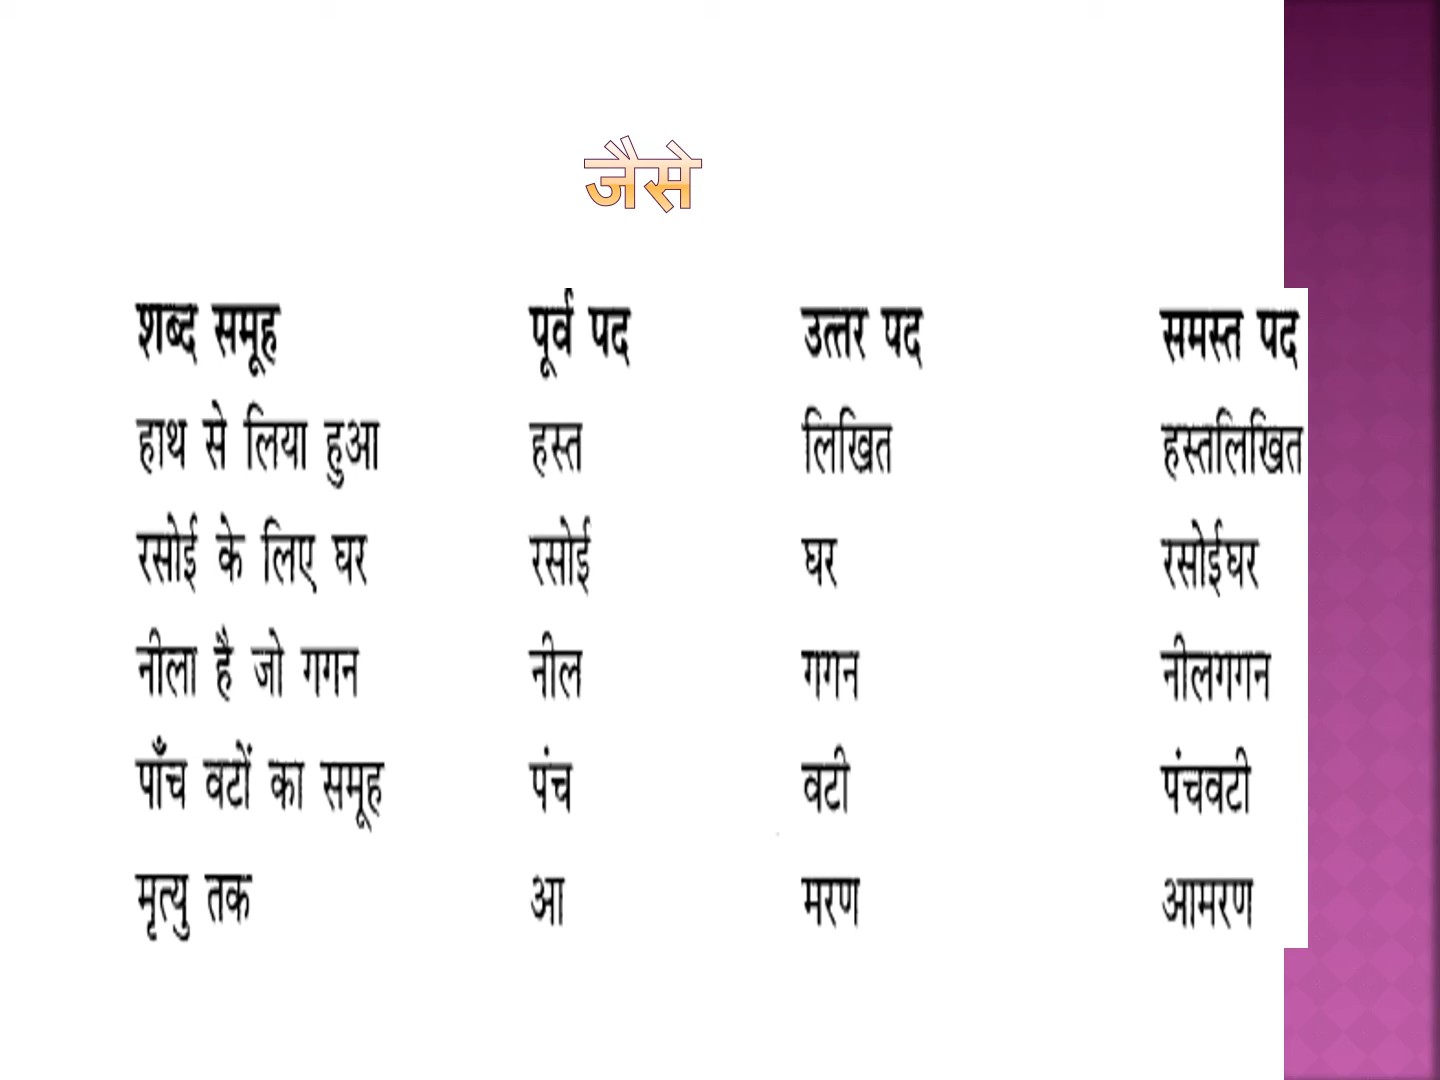 जैसे
शब्द समूह पूर्व पद उत्तर पद समस्त पद
हाथ से लिया हुआ हस्त लिखित हस्तलिखित
रसोई के लिए घर रसोई घर रसोईघर
नीला है जो गगन नील गगन नीलगगन
पाँच वटों का समूह पंच वटी पंचवटी
मृत्यु तक आ मरण आमरण